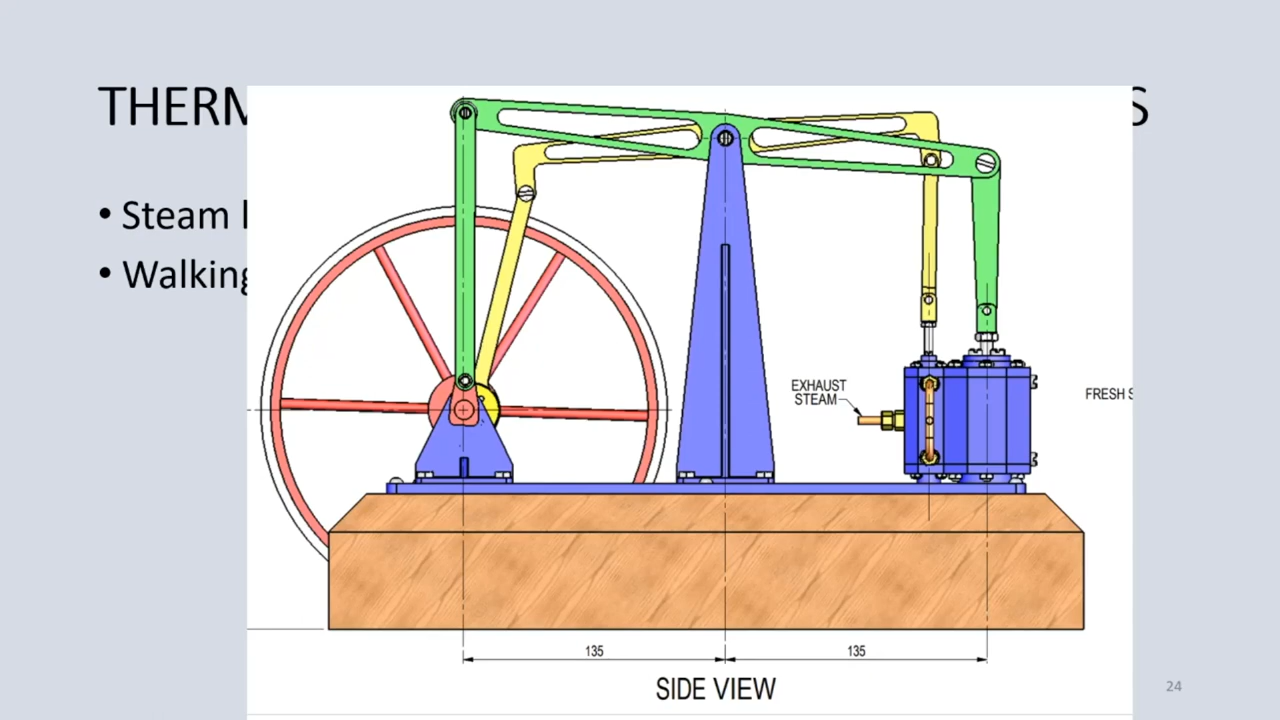 THERM S
• Steam
• Walking
EXHAUST
STEAM
FRESH S
135 135
SIDE VIEW
24